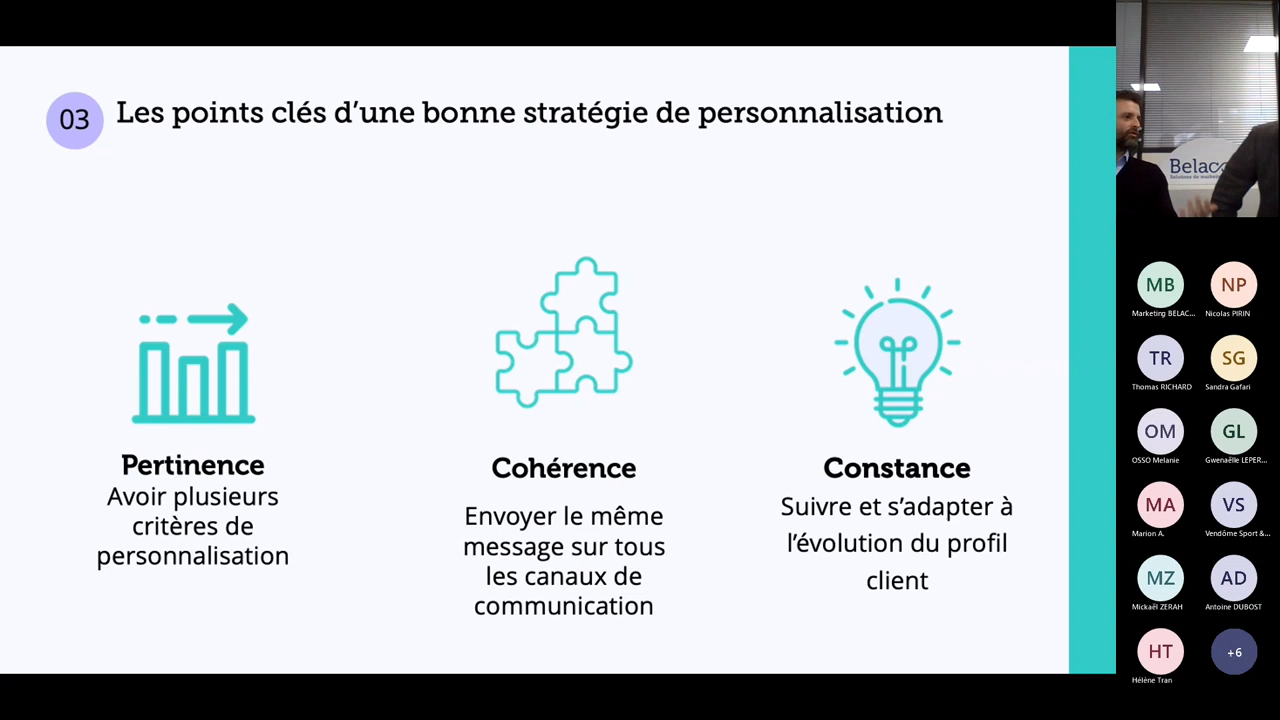 03
Les points clés d’une bonne stratégie de personnalisation
Pertinence
Avoir plusieurs
critères de
personnalisation
Cohérence
Envoyer le même
message sur tous
les canaux de
communication
Constance
Suivre et s’adapter à
l’évolution du profil
client
Belac
Solutions de
MB
NP
Marketing BELAC...
Nicolas PIRIN
TR
SG
Thomas RICHARD
Sandra Gafari
OM
GL
OSSO Melanie
Gwenaëlle LEPER...
MA
VS
Marion A.
Vendôme Sport &...
MZ
AD
Mickaël ZERAH
Antoine DUBOST
HT
+6
Hélène Tran